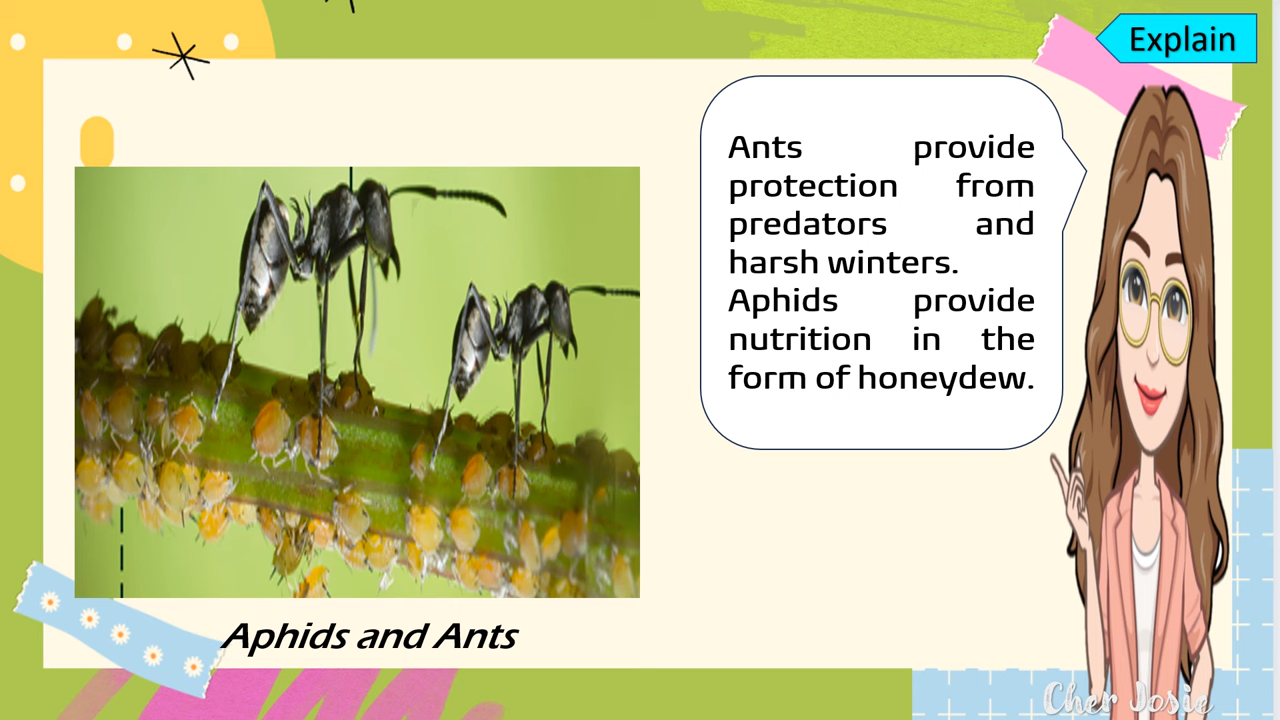 Explain
Ants provide
protection from
predators and
harsh winters.
Aphids provide
nutrition in the
form of honeydew.
Aphids and Ants
Cher Josie